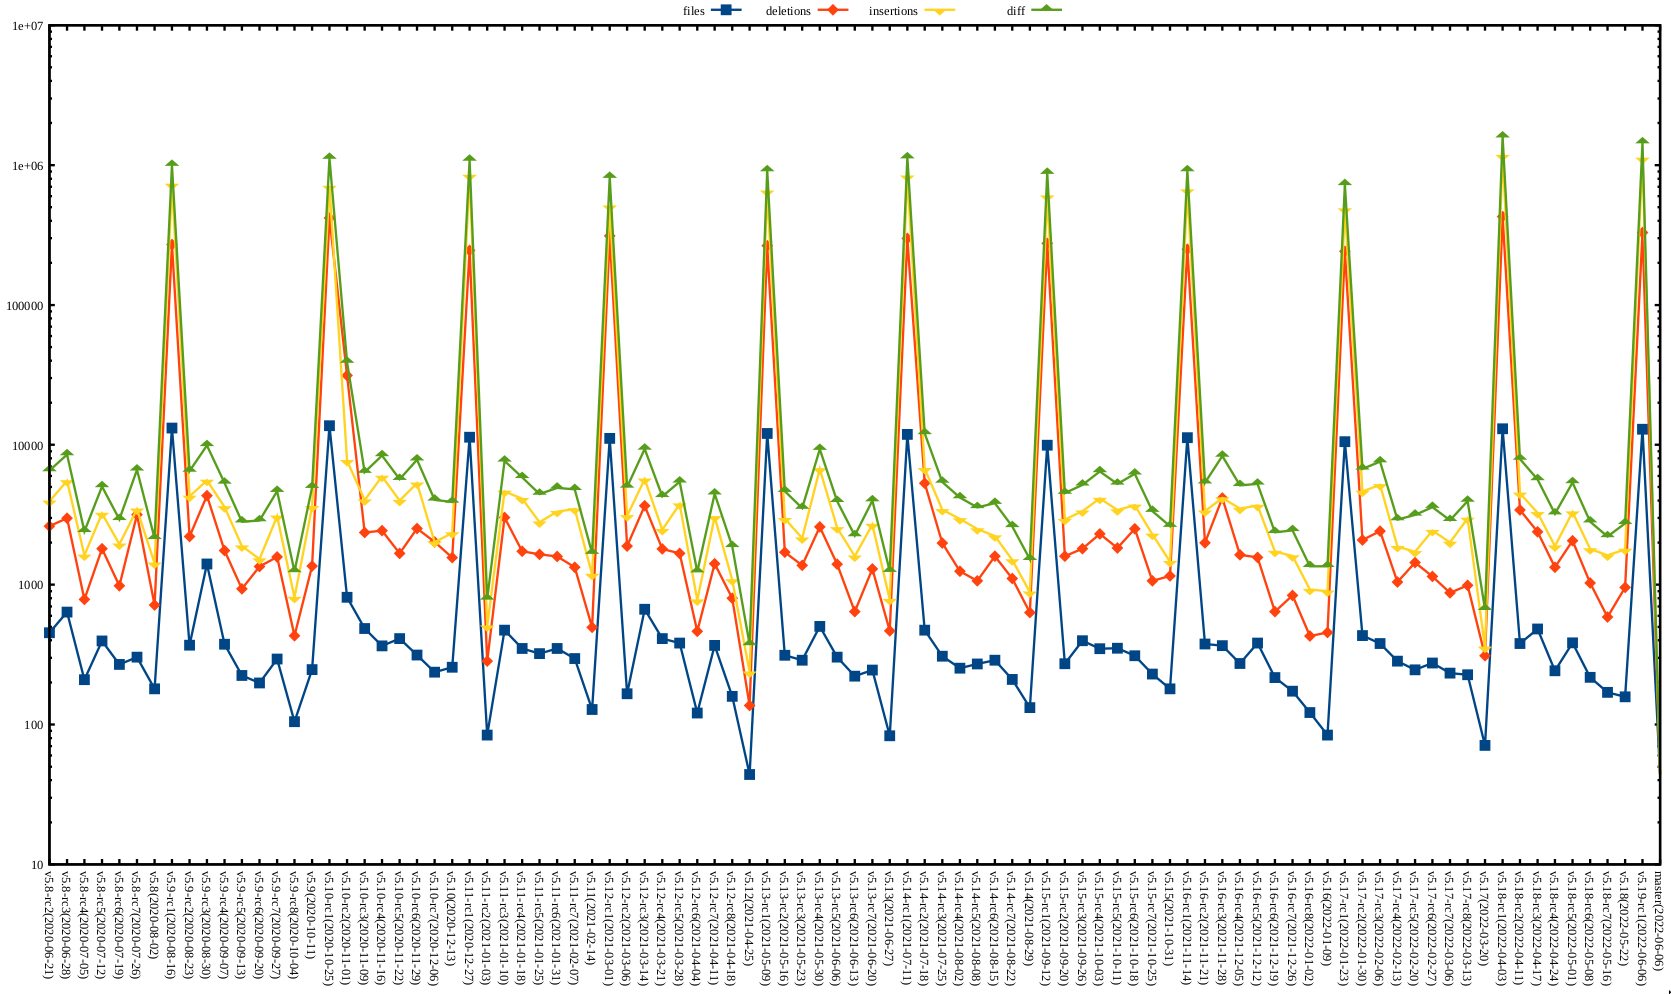 files
deletions
insertions
diff
1e+07
1e+06
100000
10000
1000
100
10
v5.8-rc2(2020-06-21)
v5.8-rc3(2020-06-28)
v5.8-rc4(2020-07-05)
v5.8-rc5(2020-07-12)
v5.8-rc6(2020-07-19)
v5.8-rc7(2020-07-26)
v5.8(2020-08-02)
v5.9-rc1(2020-08-16)
v5.9-rc2(2020-08-23)
v5.9-rc3(2020-08-30)
v5.9-rc4(2020-09-07)
v5.9-rc5(2020-09-13)
v5.9-rc6(2020-09-20)
v5.9-rc7(2020-09-27)
v5.9-rc8(2020-10-04)
v5.9(2020-10-11)
v5.10-rc1(2020-10-25)
v5.10-rc2(2020-11-01)
v5.10-rc3(2020-11-09)
v5.10-rc4(2020-11-16)
v5.10-rc5(2020-11-22)
v5.10-rc6(2020-11-29)
v5.10-rc7(2020-12-06)
v5.10(2020-12-13)
v5.11-rc1(2020-12-27)
v5.11-rc2(2021-01-03)
v5.11-rc3(2021-01-10)
v5.11-rc4(2021-01-18)
v5.11-rc5(2021-01-25)
v5.11-rc6(2021-01-31)
v5.11-rc7(2021-02-07)
v5.11(2021-02-14)
v5.12-rc1(2021-03-01)
v5.12-rc2(2021-03-06)
v5.12-rc3(2021-03-14)
v5.12-rc4(2021-03-21)
v5.12-rc5(2021-03-28)
v5.12-rc6(2021-04-04)
v5.12-rc7(2021-04-11)
v5.12-rc8(2021-04-18)
v5.12(2021-04-25)
v5.13-rc1(2021-05-09)
v5.13-rc2(2021-05-16)
v5.13-rc3(2021-05-23)
v5.13-rc4(2021-05-30)
v5.13-rc5(2021-06-06)
v5.13-rc6(2021-06-13)
v5.13-rc7(2021-06-20)
v5.13(2021-06-27)
v5.14-rc1(2021-07-11)
v5.14-rc2(2021-07-18)
v5.14-rc3(2021-07-25)
v5.14-rc4(2021-08-02)
v5.14-rc5(2021-08-08)
v5.14-rc6(2021-08-15)
v5.14-rc7(2021-08-22)
v5.14(2021-08-29)
v5.15-rc1(2021-09-12)
v5.15-rc2(2021-09-20)
v5.15-rc3(2021-09-26)
v5.15-rc4(2021-10-03)
v5.15-rc5(2021-10-11)
v5.15-rc6(2021-10-18)
v5.15-rc7(2021-10-25)
v5.15(2021-10-31)
v5.16-rc1(2021-11-14)
v5.16-rc2(2021-11-21)
v5.16-rc3(2021-11-28)
v5.16-rc4(2021-12-05)
v5.16-rc5(2021-12-12)
v5.16-rc6(2021-12-19)
v5.16-rc7(2021-12-26)
v5.16-rc8(2022-01-02)
v5.16(2022-01-09)
v5.17-rc1(2022-01-23)
v5.17-rc2(2022-01-30)
v5.17-rc3(2022-02-06)
v5.17-rc4(2022-02-13)
v5.17-rc5(2022-02-20)
v5.17-rc6(2022-02-27)
v5.17-rc7(2022-03-06)
v5.17-rc8(2022-03-13)
v5.17(2022-03-20)
v5.18-rc1(2022-04-03)
v5.18-rc2(2022-04-11)
v5.18-rc3(2022-04-17)
v5.18-rc4(2022-04-24)
v5.18-rc5(2022-05-01)
v5.18-rc6(2022-05-08)
v5.18-rc7(2022-05-16)
v5.18(2022-05-22)
v5.19-rc1(2022-06-06)
master(2022-06-06)